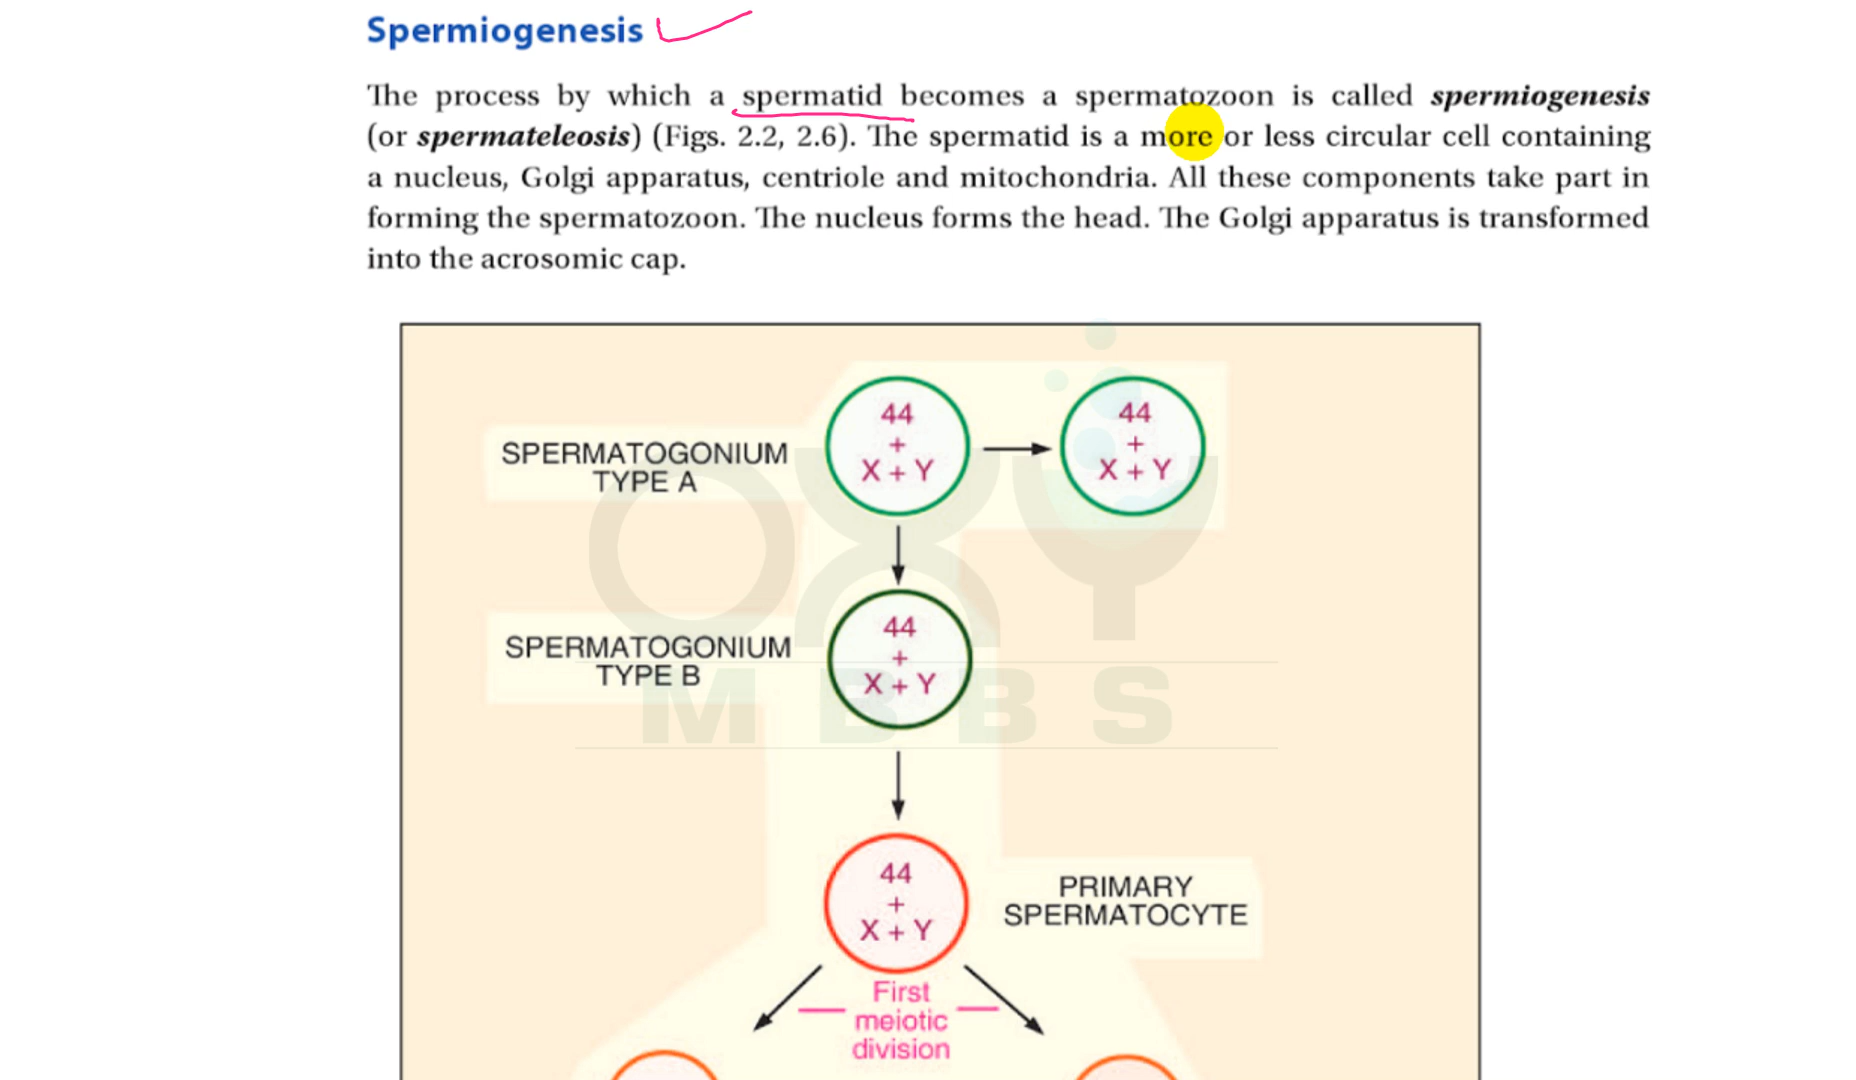 Spermiogenesis
The process by which a spermatid becomes a spermatozoon is called spermiogenesis
(or spermateleosis) (Figs. 2.2, 2.6). The spermatid is a more or less circular cell containing
a nucleus, Golgi apparatus, centriole and mitochondria. All these components take part in
forming the spermatozoon. The nucleus forms the head. The Golgi apparatus is transformed
into the acrosomic cap.
44
+
X + Y
44
+
X + Y
SPERMATOGONIUM
TYPE A
OXY
SPERMATOGONIUM
TYPE B
44
+
X + Y
MBBS
44
+
X + Y
PRIMARY
SPERMATOCYTE
First
meiotic
division